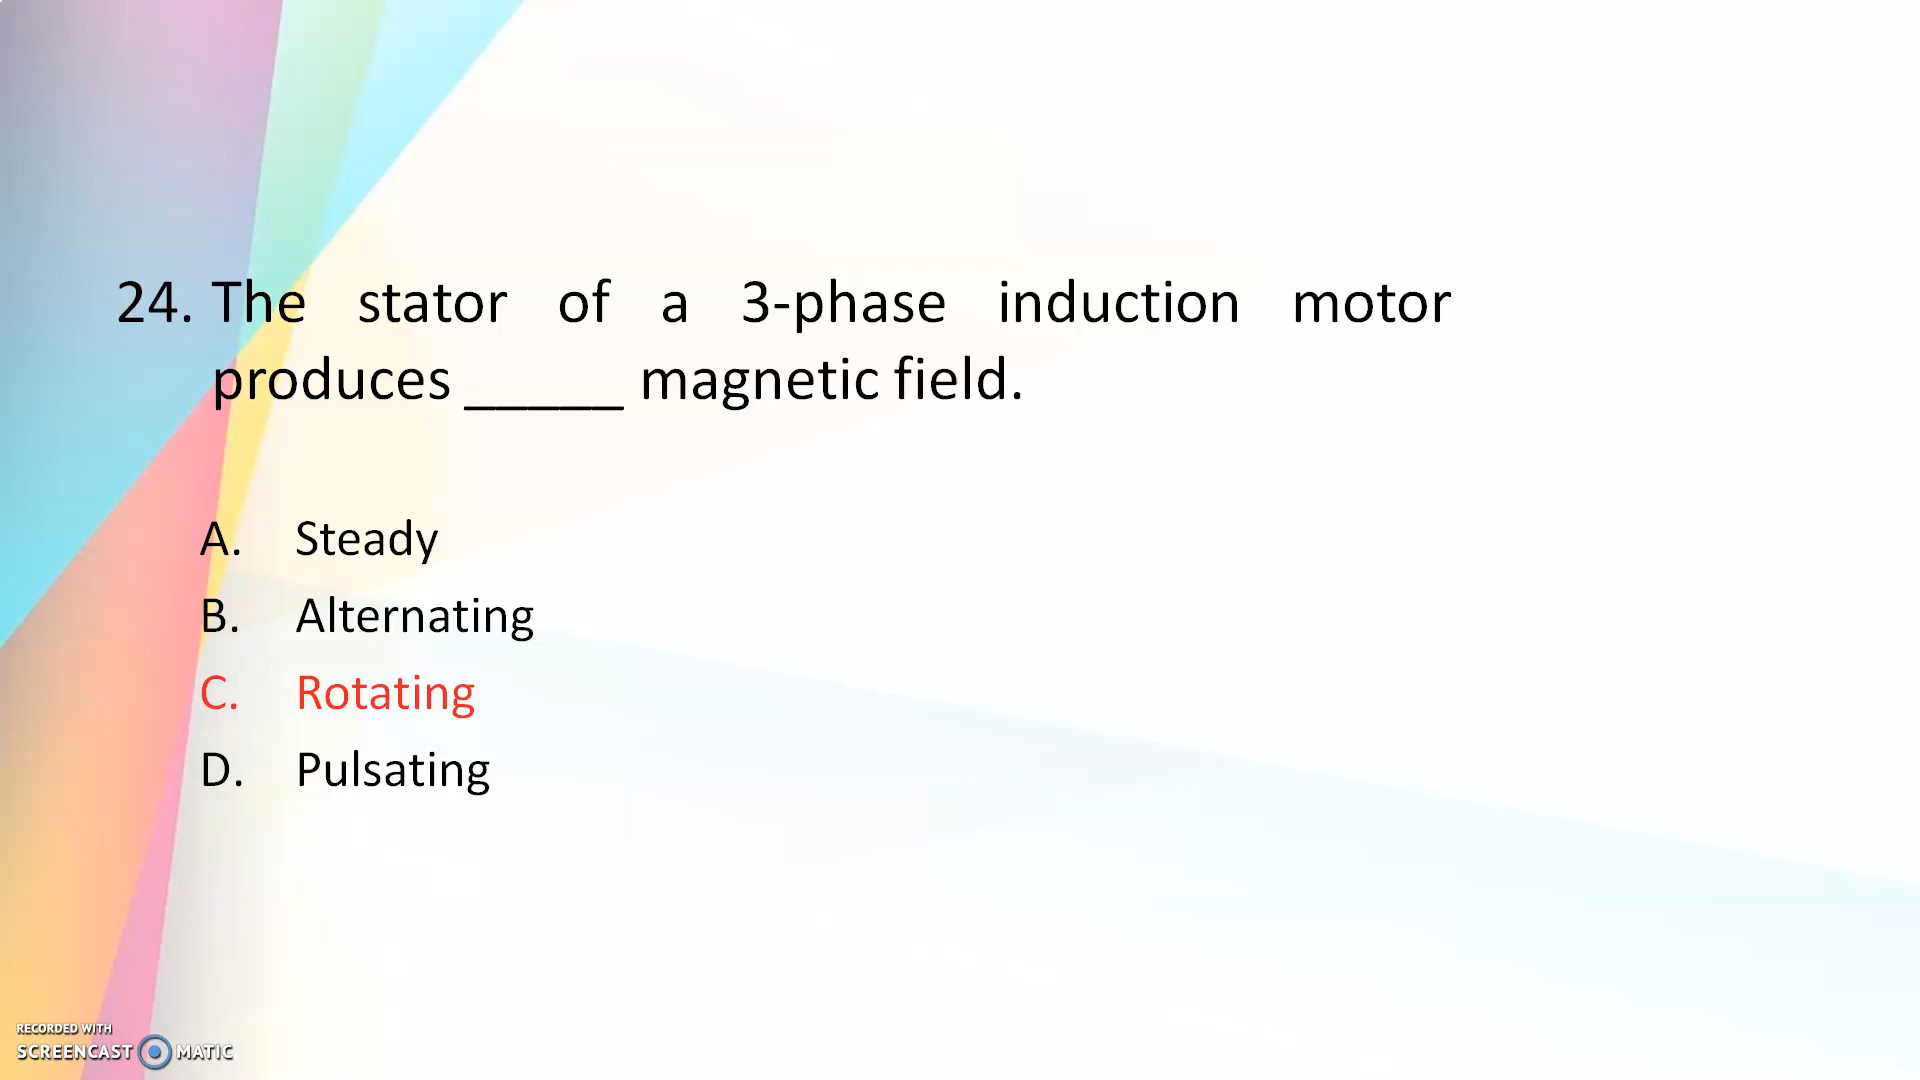 24. The stator of a 3-phase induction motor
produces _____ magnetic field.
A. Steady
B. Alternating
C. Rotating
D. Pulsating
RECORDED WITH
SCREENCAST MATIC